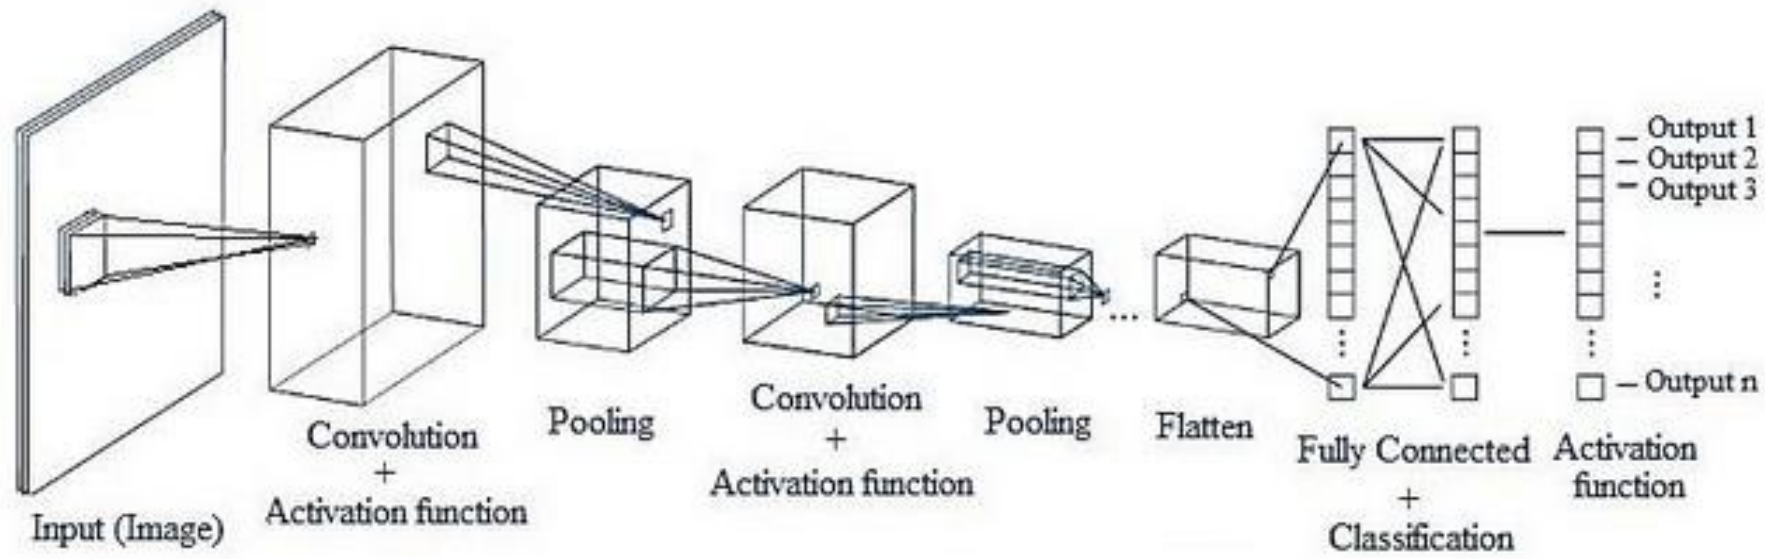 Input (Image)
Convolution
+
Activation function
Pooling
Convolution
+
Activation function
Pooling
...
Flatten
Fully Connected
+
Classification
Activation
function
Output 1
Output 2
Output 3
Output n